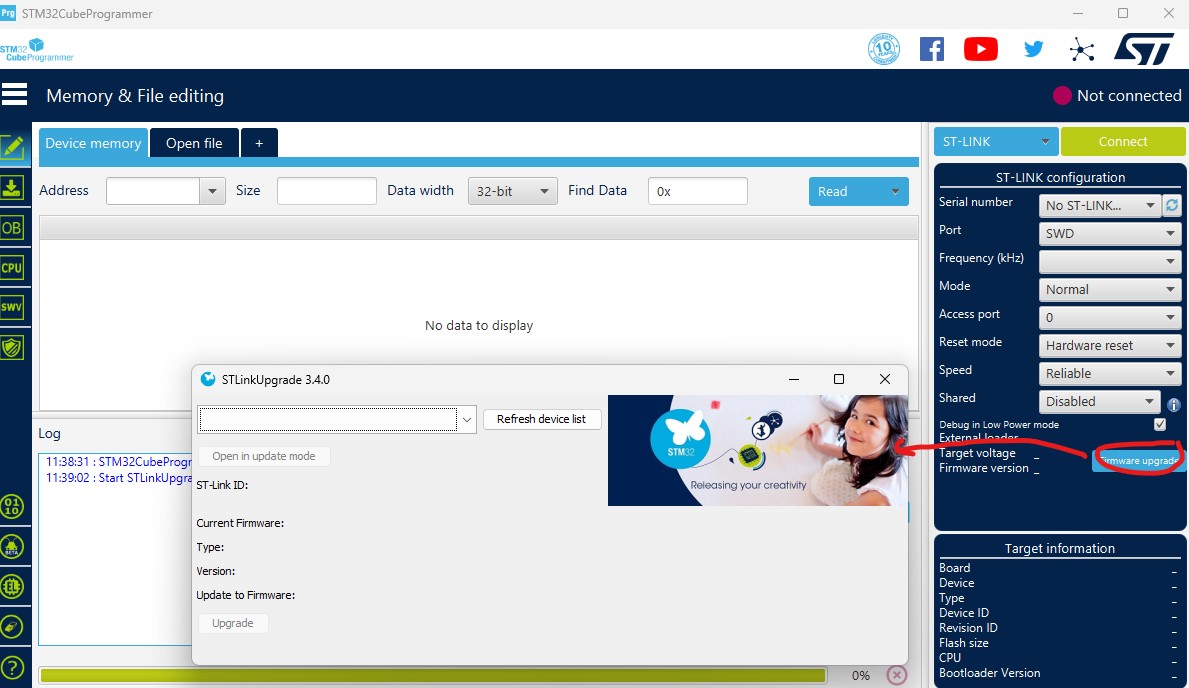 Prg STM32CubeProgrammer
STM32
CubeProgrammer
10
ST
Memory & File editing
Not connected
Device memory
Open file
+
ST-LINK
Connect
Address
Size
Data width
32-bit
Find Data
0x
Read
ST-LINK configuration
Serial number
No ST-LINK...
Port
SWD
Frequency (kHz)
Mode
Normal
Access port
0
Reset mode
Hardware reset
Speed
Reliable
Shared
Disabled
Debug in Low Power mode
External loader
Target voltage
_
Firmware version
_
Firmware upgrade
OB
CPU
SWV
No data to display
Log
11:38:31 : STM32CubeProgr
11:39:02 : Start STLinkUpgra
STLinkUpgrade 3.4.0
Refresh device list
Open in update mode
STM32
Releasing your creativity
ST-Link ID:
Current Firmware:
Type:
Version:
Update to Firmware:
Upgrade
01
10
BETA
?
0%
Target information
Board _
Device _
Type _
Device ID _
Revision ID _
Flash size _
CPU _
Bootloader Version _